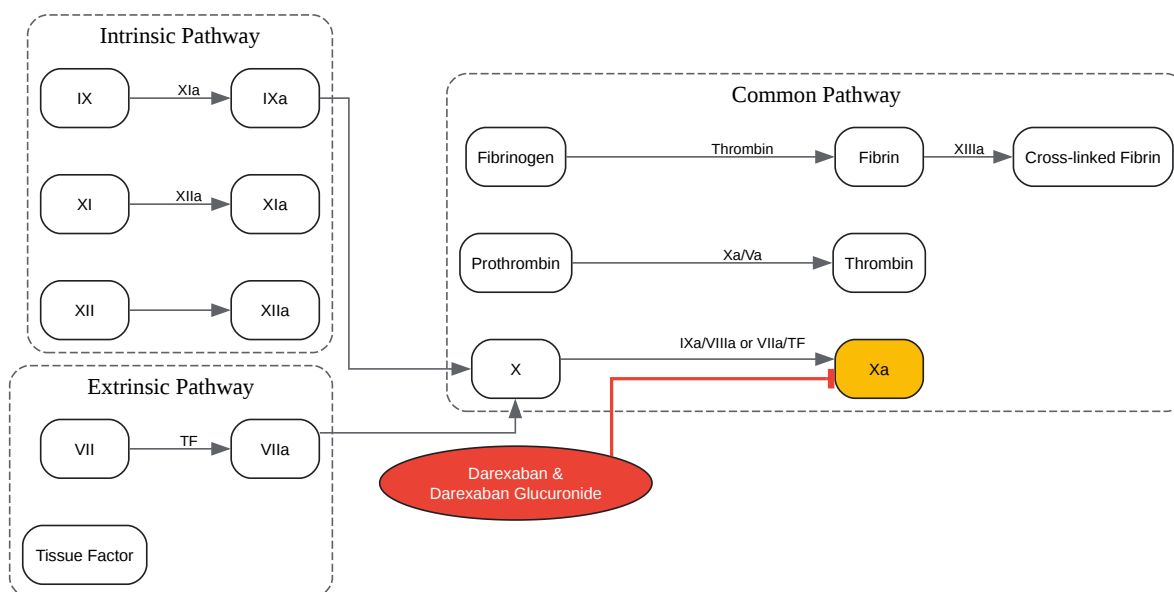 Intrinsic Pathway
IX
XIa
IXa
XI
XIIa
XIa
XII
XIIa
Extrinsic Pathway
VII
TF
VIIa
Tissue Factor
Common Pathway
Fibrinogen
Thrombin
Fibrin
XIIIa
Cross-linked Fibrin
Prothrombin
Xa/Va
Thrombin
X
IXa/VIIIa or VIIa/TF
Xa
Darexaban &
Darexaban Glucuronide